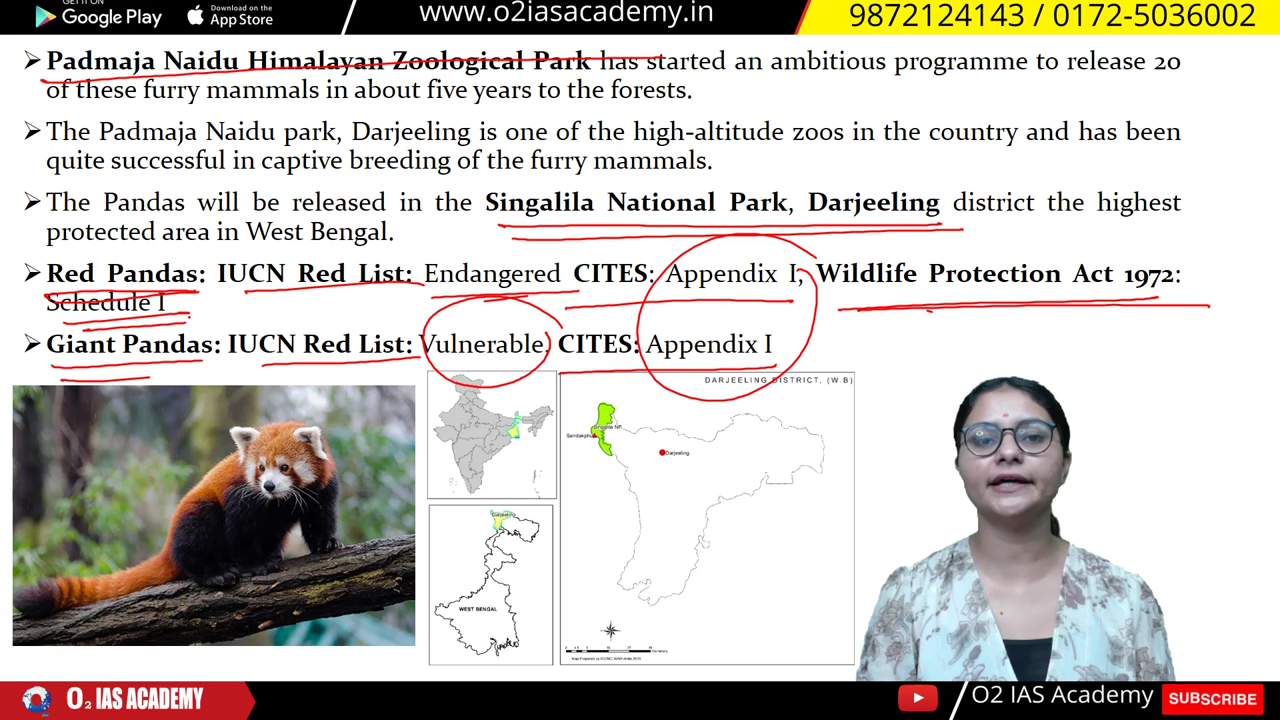 GET IT ON
Google Play
Download on the
App Store
www.o2iasacademy.in
9872124143 / 0172-5036002
➢ Padmaja Naidu Himalayan Zoological Park has started an ambitious programme to release 20
of these furry mammals in about five years to the forests.
➢ The Padmaja Naidu park, Darjeeling is one of the high-altitude zoos in the country and has been
quite successful in captive breeding of the furry mammals.
➢ The Pandas will be released in the Singalila National Park, Darjeeling district the highest
protected area in West Bengal.
➢ Red Pandas: IUCN Red List: Endangered CITES: Appendix I, Wildlife Protection Act 1972:
Schedule I
➢ Giant Pandas: IUCN Red List: Vulnerable, CITES: Appendix I
DARJEELING DISTRICT, (W.B)
Singalila NP
Sandakphu
Darjeeling
Darjeeling
WEST BENGAL
O2 IAS ACADEMY
O2 IAS Academy
SUBSCRIBE